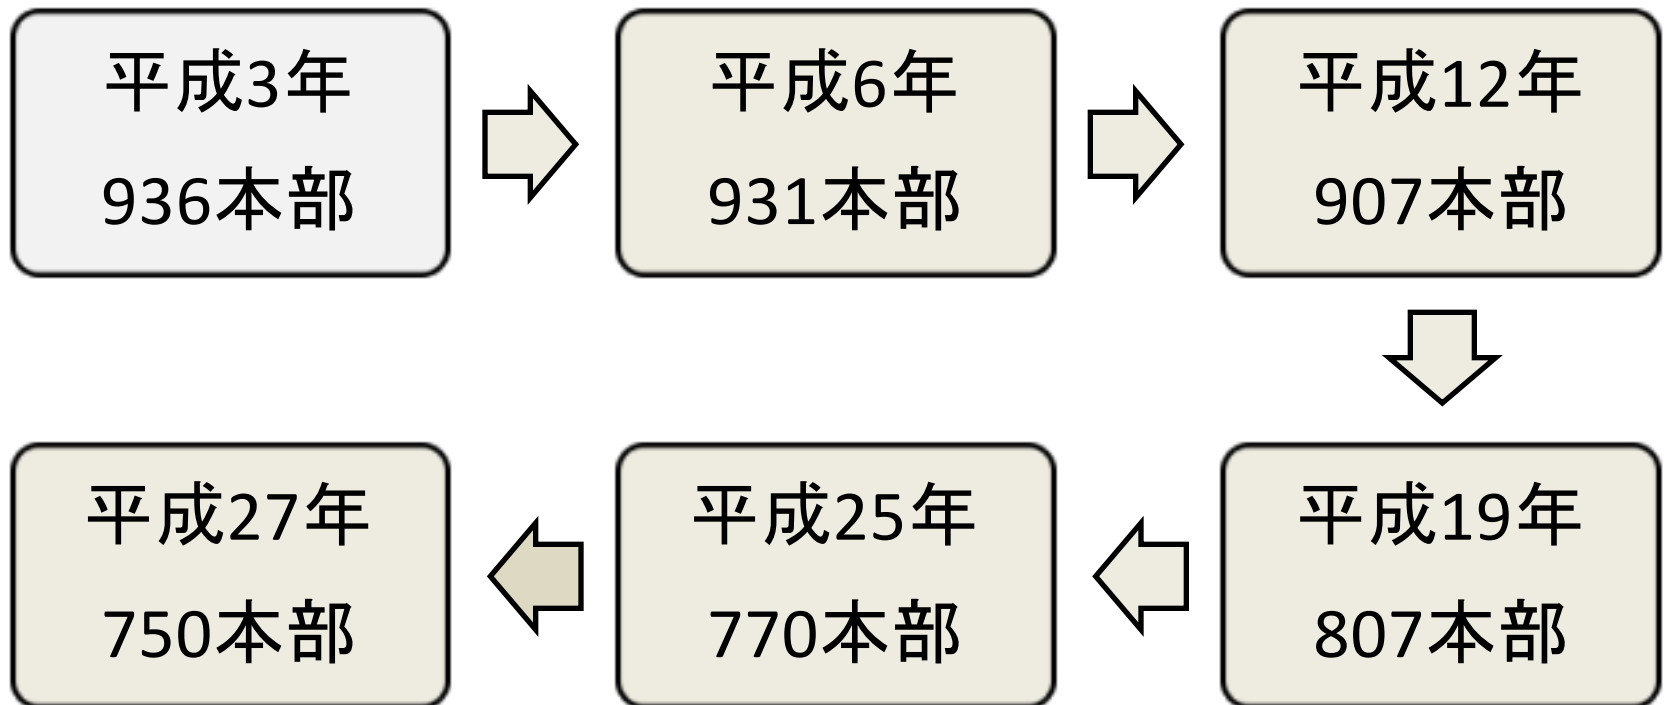 平成3年
936本部
平成6年
931本部
平成12年
907本部
平成19年
807本部
平成25年
770本部
平成27年
750本部